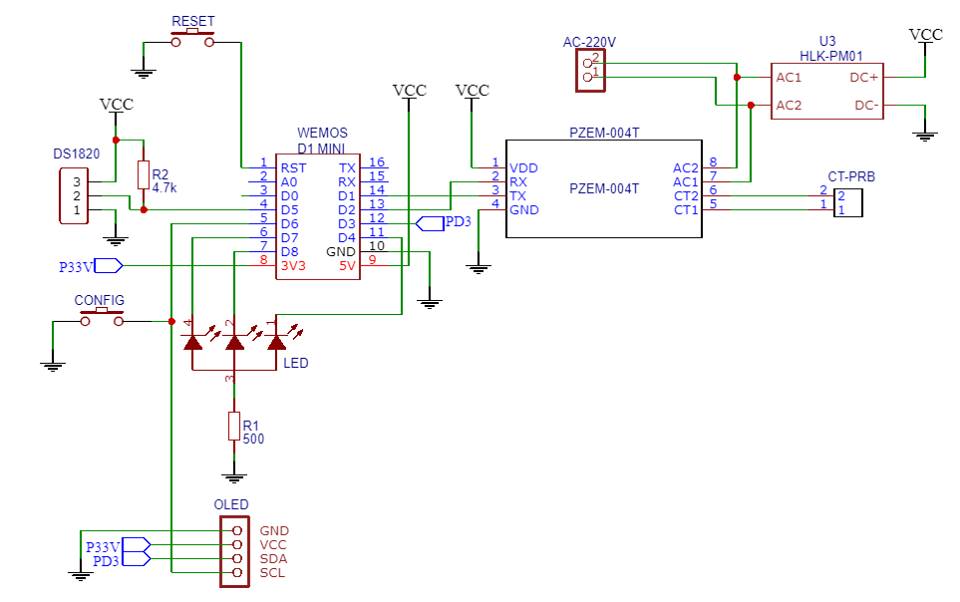 RESET
AC-220V
2
1
U3
HLK-PM01
AC1
AC2
DC+
DC-
VCC
VCC
VCC
VCC
DS1820
3
2
1
R2
4.7k
WEMOS
D1 MINI
1 RST TX 16
2 A0 RX 15
3 D0 D1 14
4 D5 D2 13
5 D6 D3 12
6 D7 D4 11
7 D8 GND 10
8 3V3 5V 9
PD3
P33V
PZEM-004T
PZEM-004T
1 VDD AC2 8
2 RX AC1 7
3 TX CT2 6
4 GND CT1 5
CT-PRB
2 2
1 1
CONFIG
4
2
1
3
LED
R1
500
OLED
GND
P33V VCC
PD3 SDA
SCL